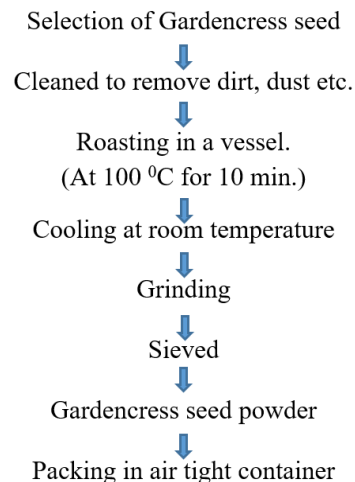 Selection of Gardencress seed
Cleaned to remove dirt, dust etc.
Roasting in a vessel.
(At 100 ⁰C for 10 min.)
Cooling at room temperature
Grinding
Sieved
Gardencress seed powder
Packing in air tight container